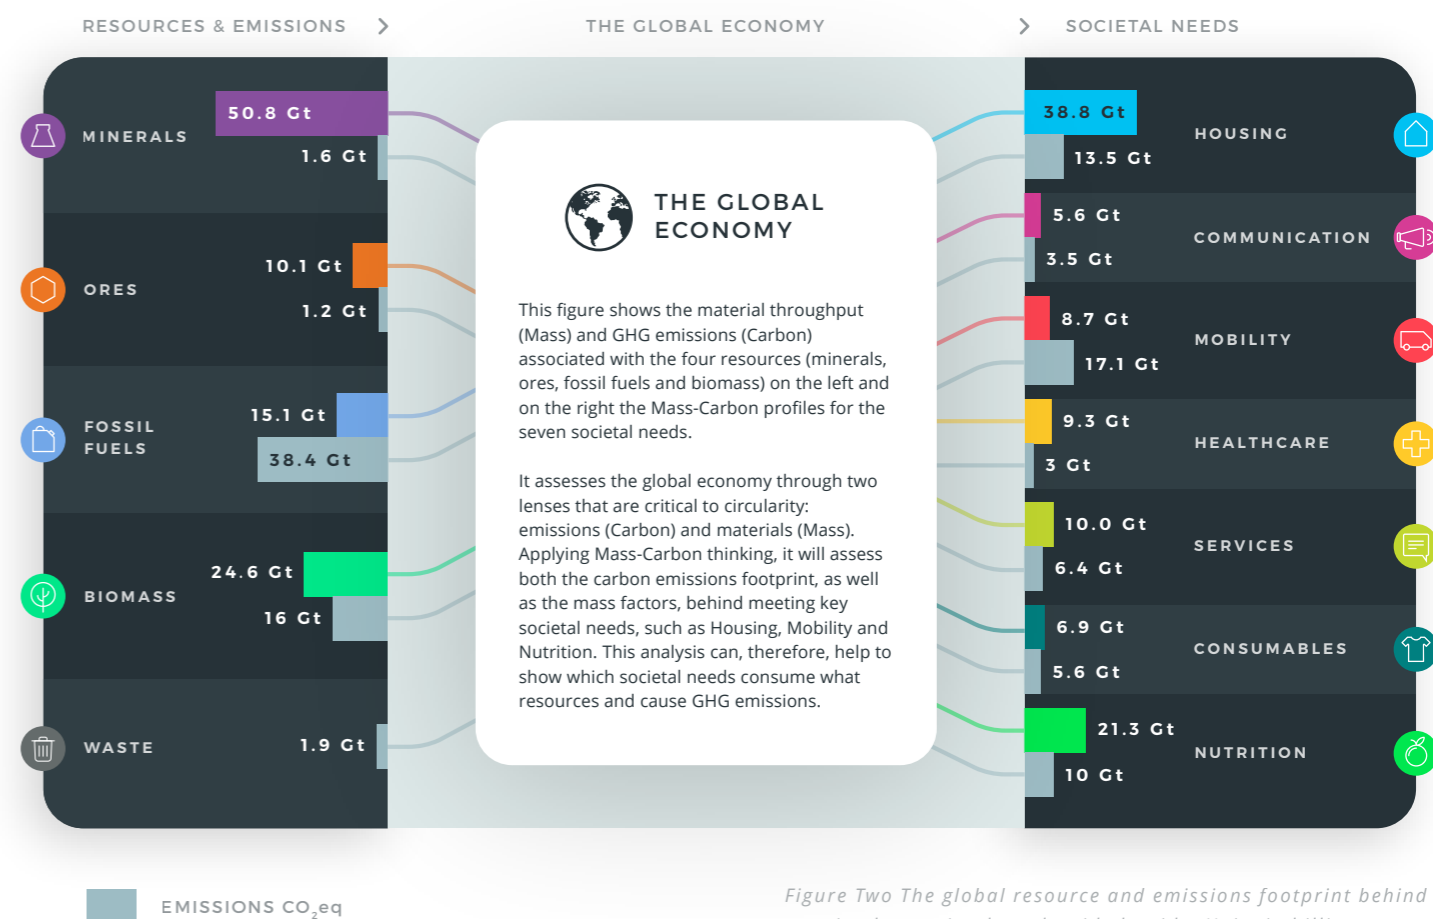 RESOURCES & EMISSIONS
THE GLOBAL ECONOMY
SOCIETAL NEEDS
MINERALS
50.8 Gt
1.6 Gt
ORES
10.1 Gt
1.2 Gt
FOSSIL
FUELS
15.1 Gt
38.4 Gt
BIOMASS
24.6 Gt
16 Gt
WASTE
1.9 Gt
THE GLOBAL
ECONOMY
This figure shows the material throughput
(Mass) and GHG emissions (Carbon)
associated with the four resources (minerals,
ores, fossil fuels and biomass) on the left and
on the right the Mass-Carbon profiles for the
seven societal needs.
It assesses the global economy through two
lenses that are critical to circularity:
emissions (Carbon) and materials (Mass).
Applying Mass-Carbon thinking, it will assess
both the carbon emissions footprint, as well
as the mass factors, behind meeting key
societal needs, such as Housing, Mobility and
Nutrition. This analysis can, therefore, help to
show which societal needs consume what
resources and cause GHG emissions.
38.8 Gt
13.5 Gt
HOUSING
5.6 Gt
3.5 Gt
COMMUNICATION
8.7 Gt
17.1 Gt
MOBILITY
9.3 Gt
3 Gt
HEALTHCARE
10.0 Gt
6.4 Gt
SERVICES
6.9 Gt
5.6 Gt
CONSUMABLES
21.3 Gt
10 Gt
NUTRITION
EMISSIONS CO₂eq
Figure Two The global resource and emissions footprint behind